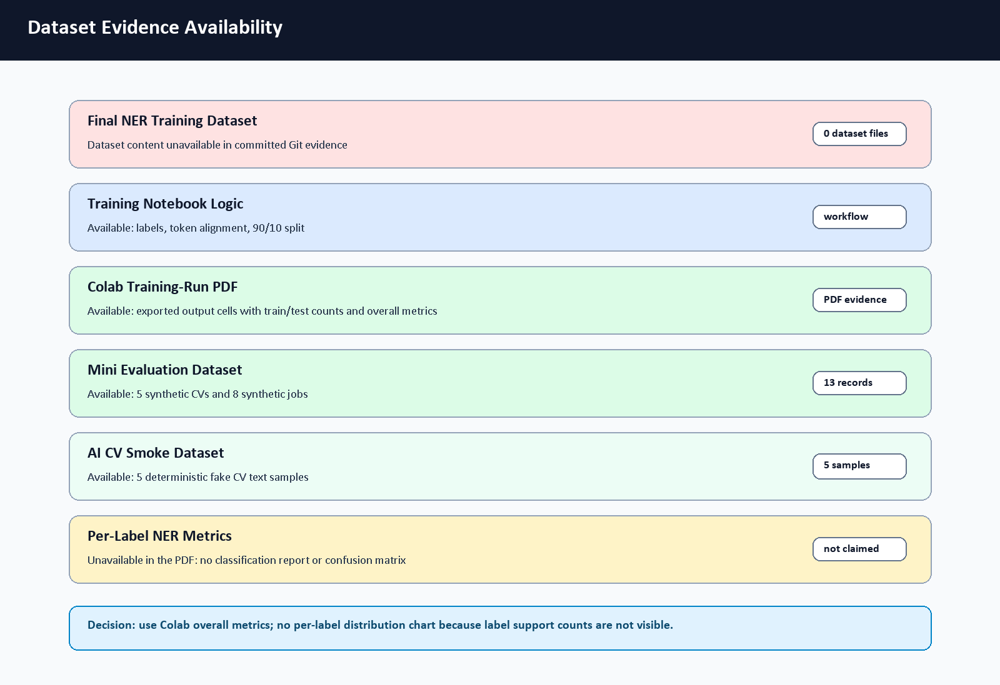 Dataset Evidence Availability
Final NER Training Dataset
Dataset content unavailable in committed Git evidence
0 dataset files
Training Notebook Logic
Available: labels, token alignment, 90/10 split
workflow
Colab Training-Run PDF
Available: exported output cells with train/test counts and overall metrics
PDF evidence
Mini Evaluation Dataset
Available: 5 synthetic CVs and 8 synthetic jobs
13 records
AI CV Smoke Dataset
Available: 5 deterministic fake CV text samples
5 samples
Per-Label NER Metrics
Unavailable in the PDF: no classification report or confusion matrix
not claimed
Decision: use Colab overall metrics; no per-label distribution chart because label support counts are not visible.